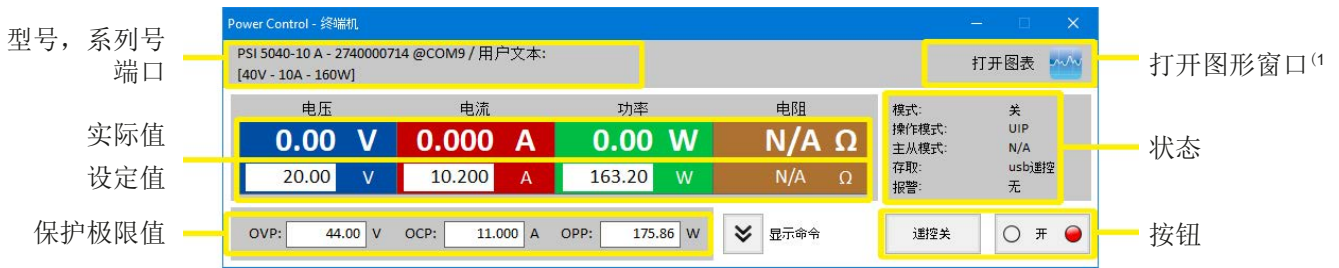 Power Control - 终端机
型号，系列号
端口
PSI 5040-10 A - 2740000714 @COM9 / 用户文本:
[40V - 10A - 160W]
打开图表
打开图形窗口(1
电压 电流 功率 电阻
实际值
0.00 V 0.000 A 0.00 W N/A Ω
设定值
20.00 V 10.200 A 163.20 W N/A Ω
模式: 关
操作模式: UIP
主从模式: N/A
存取: usb遥控
报警: 无
状态
保护极限值
OVP: 44.00 V OCP: 11.000 A OPP: 175.86 W
显示命令
遥控关
开
按钮